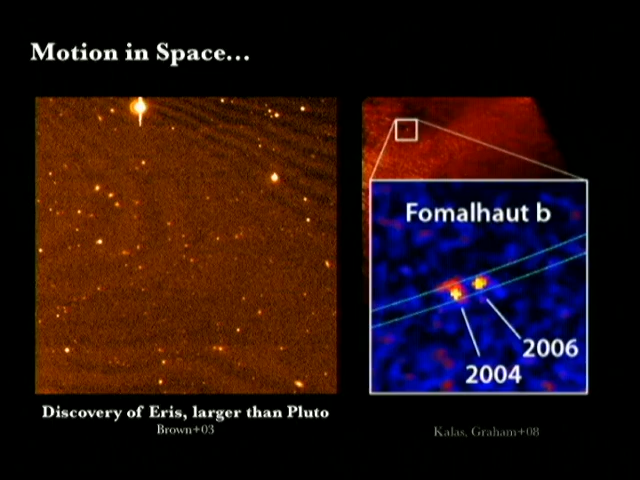 Motion in Space...
Fomalhaut b
2006
2004
Discovery of Eris, larger than Pluto
Brown+03
Kalas, Graham+08